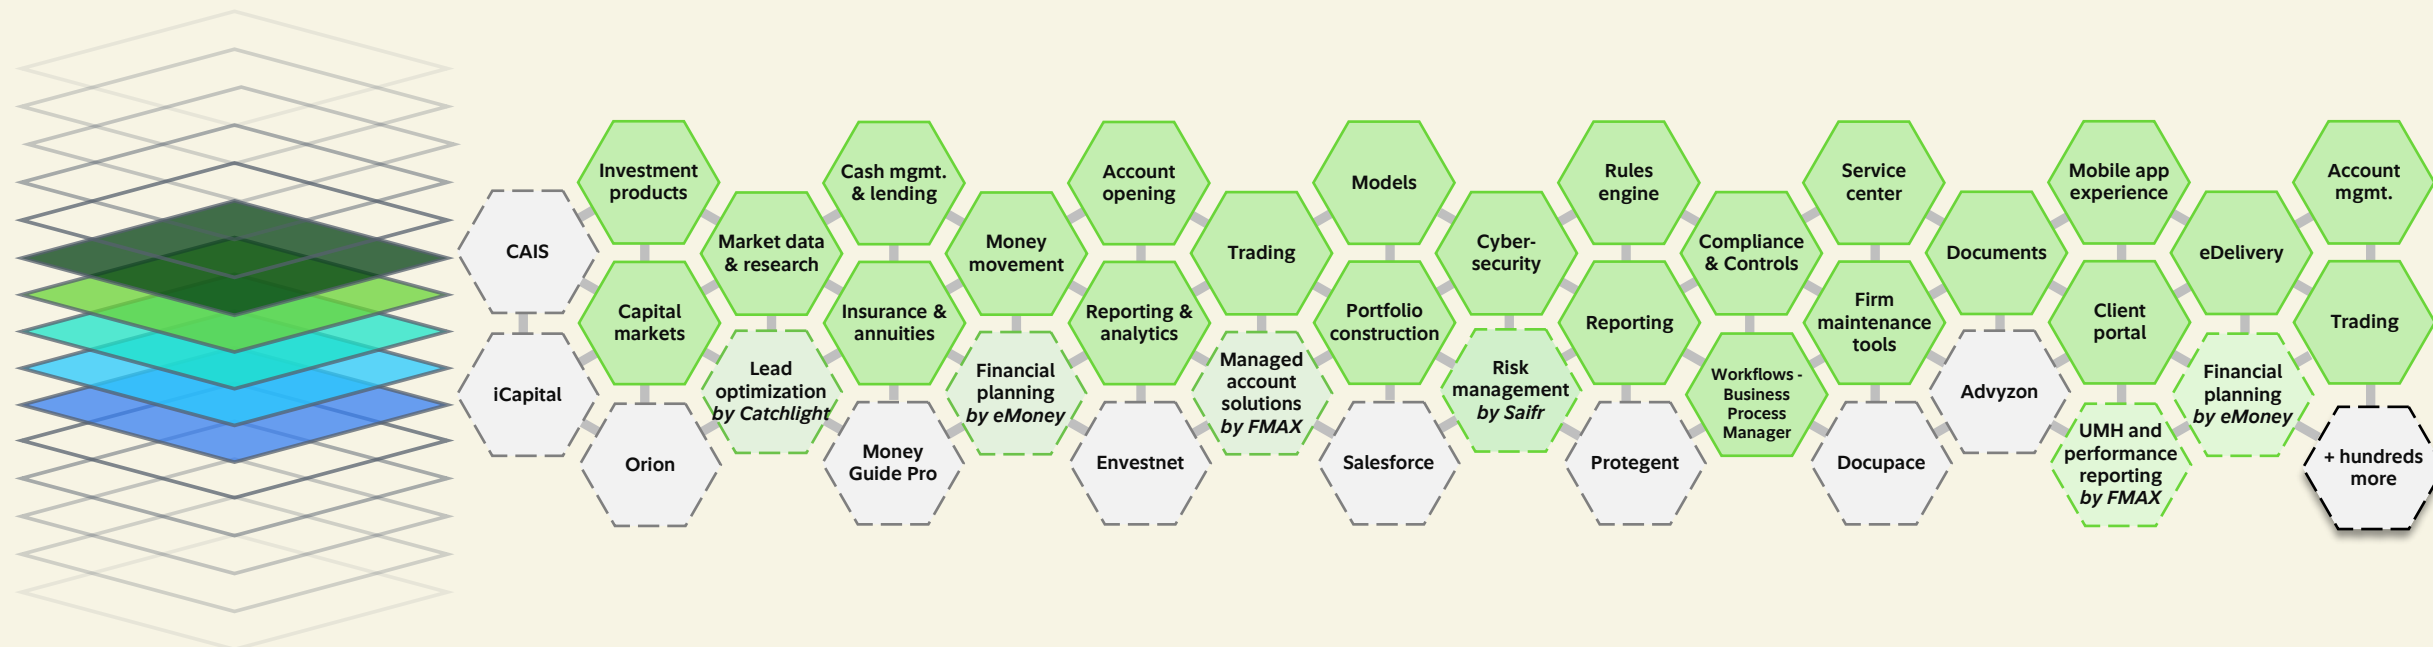 CAIS
iCapital
Investment
products
Capital
markets
Orion
Market data
& research
Lead
optimization
by Catchlight
Cash mgmt.
& lending
Insurance &
annuities
Money
Guide Pro
Money
movement
Financial
planning
by eMoney
Account
opening
Reporting &
analytics
Envestnet
Trading
Managed
account
solutions
by FMAX
Models
Portfolio
construction
Salesforce
Cyber-
security
Risk
management
by Saifr
Rules
engine
Reporting
Protegent
Compliance
& Controls
Workflows -
Business
Process
Manager
Service
center
Firm
maintenance
tools
Docupace
Documents
Advyzon
Mobile app
experience
Client
portal
UMH and
performance
reporting
by FMAX
eDelivery
Financial
planning
by eMoney
Account
mgmt.
Trading
+ hundreds
more